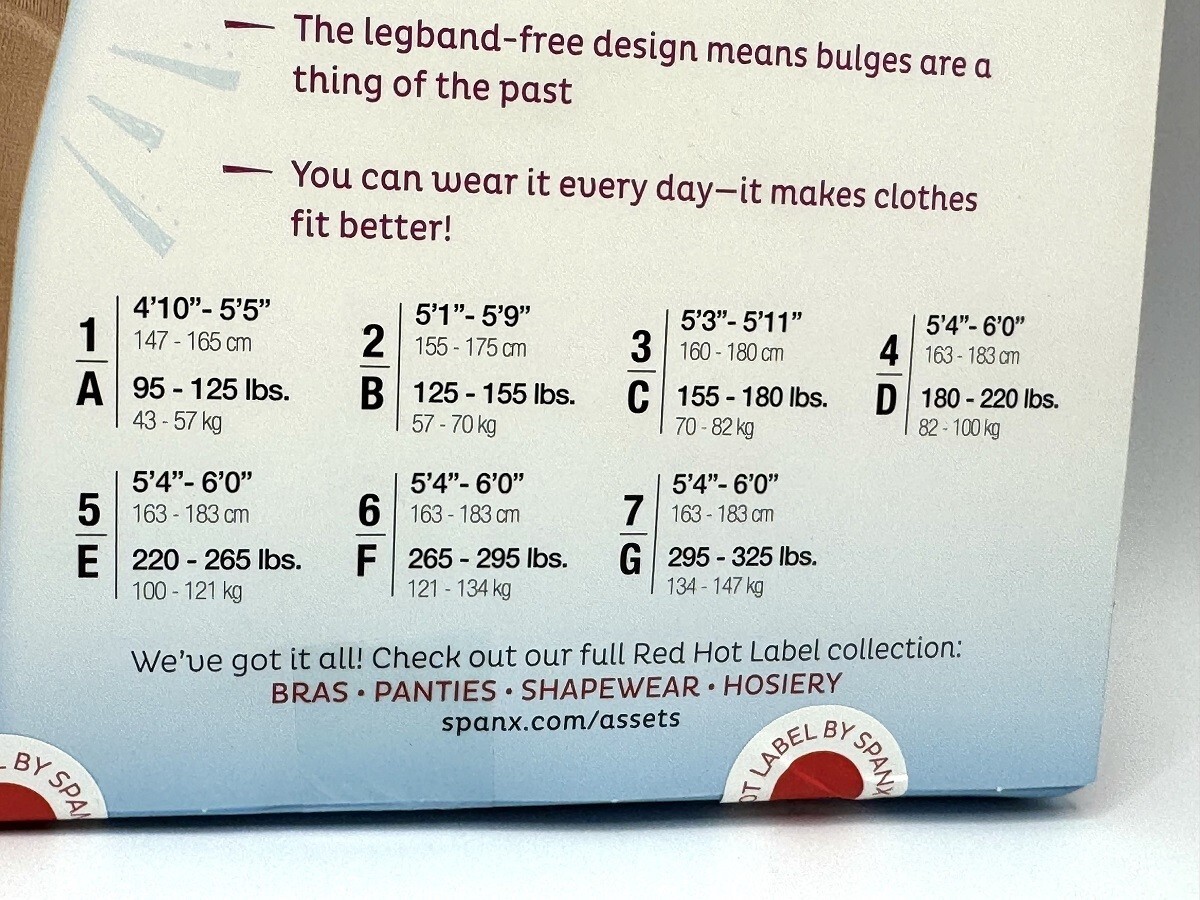 The legband-free design means bulges are a
thing of the past
You can wear it every day—it makes clothes
fit better!
1
A
4'10”- 5'5”
147 - 165 cm
95 - 125 lbs.
43 - 57 kg
2
B
5'1”- 5'9”
155 - 175 cm
125 - 155 lbs.
57 - 70 kg
3
C
5'3”- 5'11”
160 - 180 cm
155 - 180 lbs.
70 - 82 kg
4
D
5'4”- 6'0”
163 - 183 cm
180 - 220 lbs.
82 - 100 kg
5
E
5'4”- 6'0”
163 - 183 cm
220 - 265 lbs.
100 - 121 kg
6
F
5'4”- 6'0”
163 - 183 cm
265 - 295 lbs.
121 - 134 kg
7
G
5'4”- 6'0”
163 - 183 cm
295 - 325 lbs.
134 - 147 kg
We've got it all! Check out our full Red Hot Label collection:
BRAS • PANTIES • SHAPEWEAR • HOSIERY
spanx.com/assets
L BY SPAN
OT LABEL BY SPANX